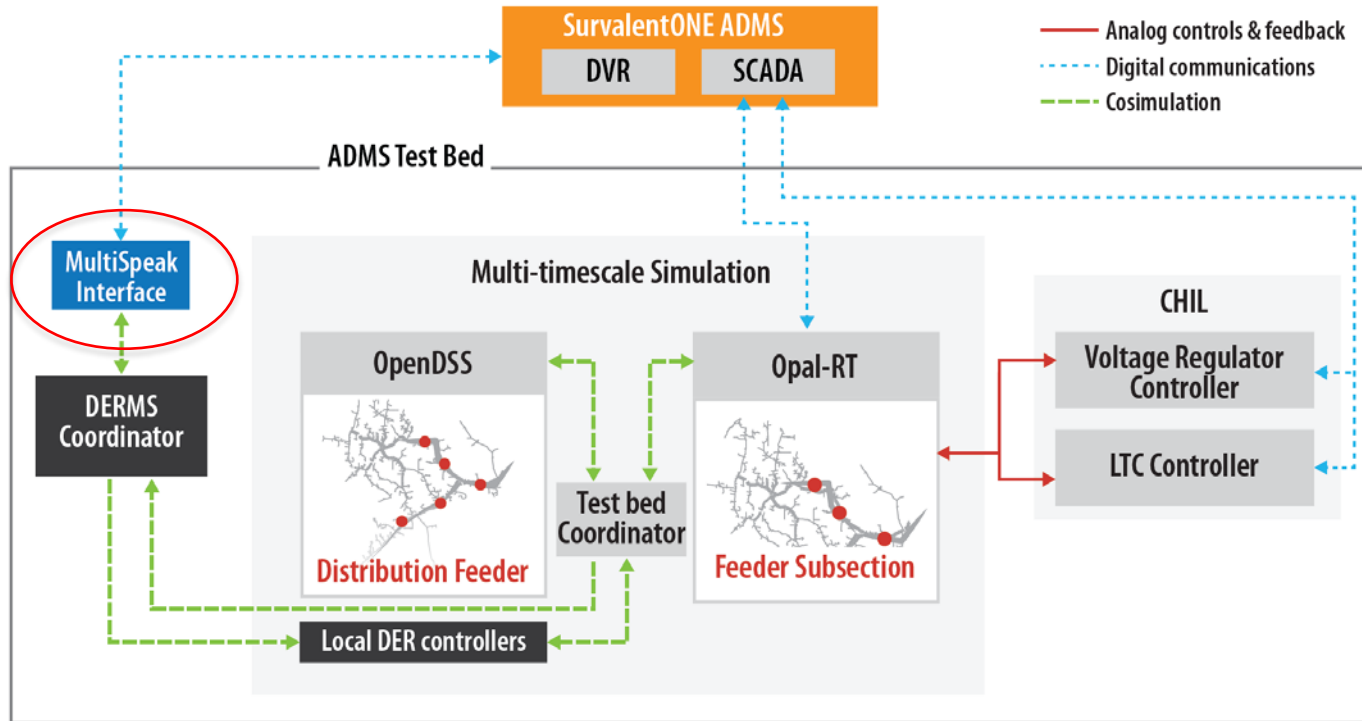 SurvalentONE ADMS
DVR
SCADA
Analog controls & feedback
Digital communications
Cosimulation
ADMS Test Bed
MultiSpeak
Interface
DERMS
Coordinator
Multi-timescale Simulation
OpenDSS
Distribution Feeder
Test bed
Coordinator
Opal-RT
Feeder Subsection
Local DER controllers
CHIL
Voltage Regulator
Controller
LTC Controller